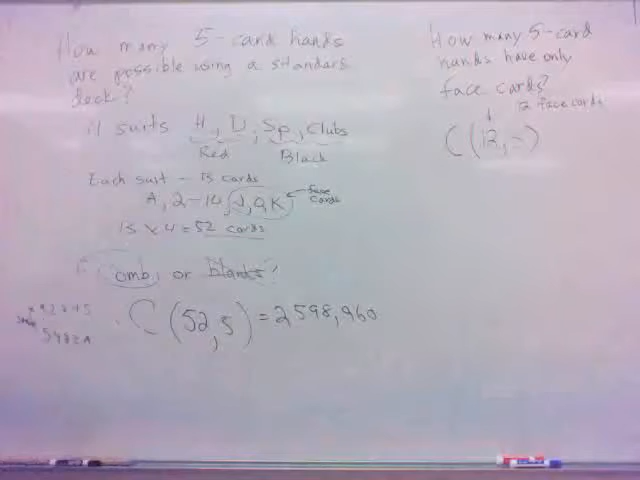 How many 5-card hands
are possible using a standard
deck?
4 suits H, D, Sp, Clubs
Red Black
Each suit - 13 cards
A, 2-10, J, Q, K face cards
13 x 4 = 52 cards
Comb. or
C(52,5) = 2 598,960
How many 5-card
hands have only
face cards?
12 face cards
C(12,